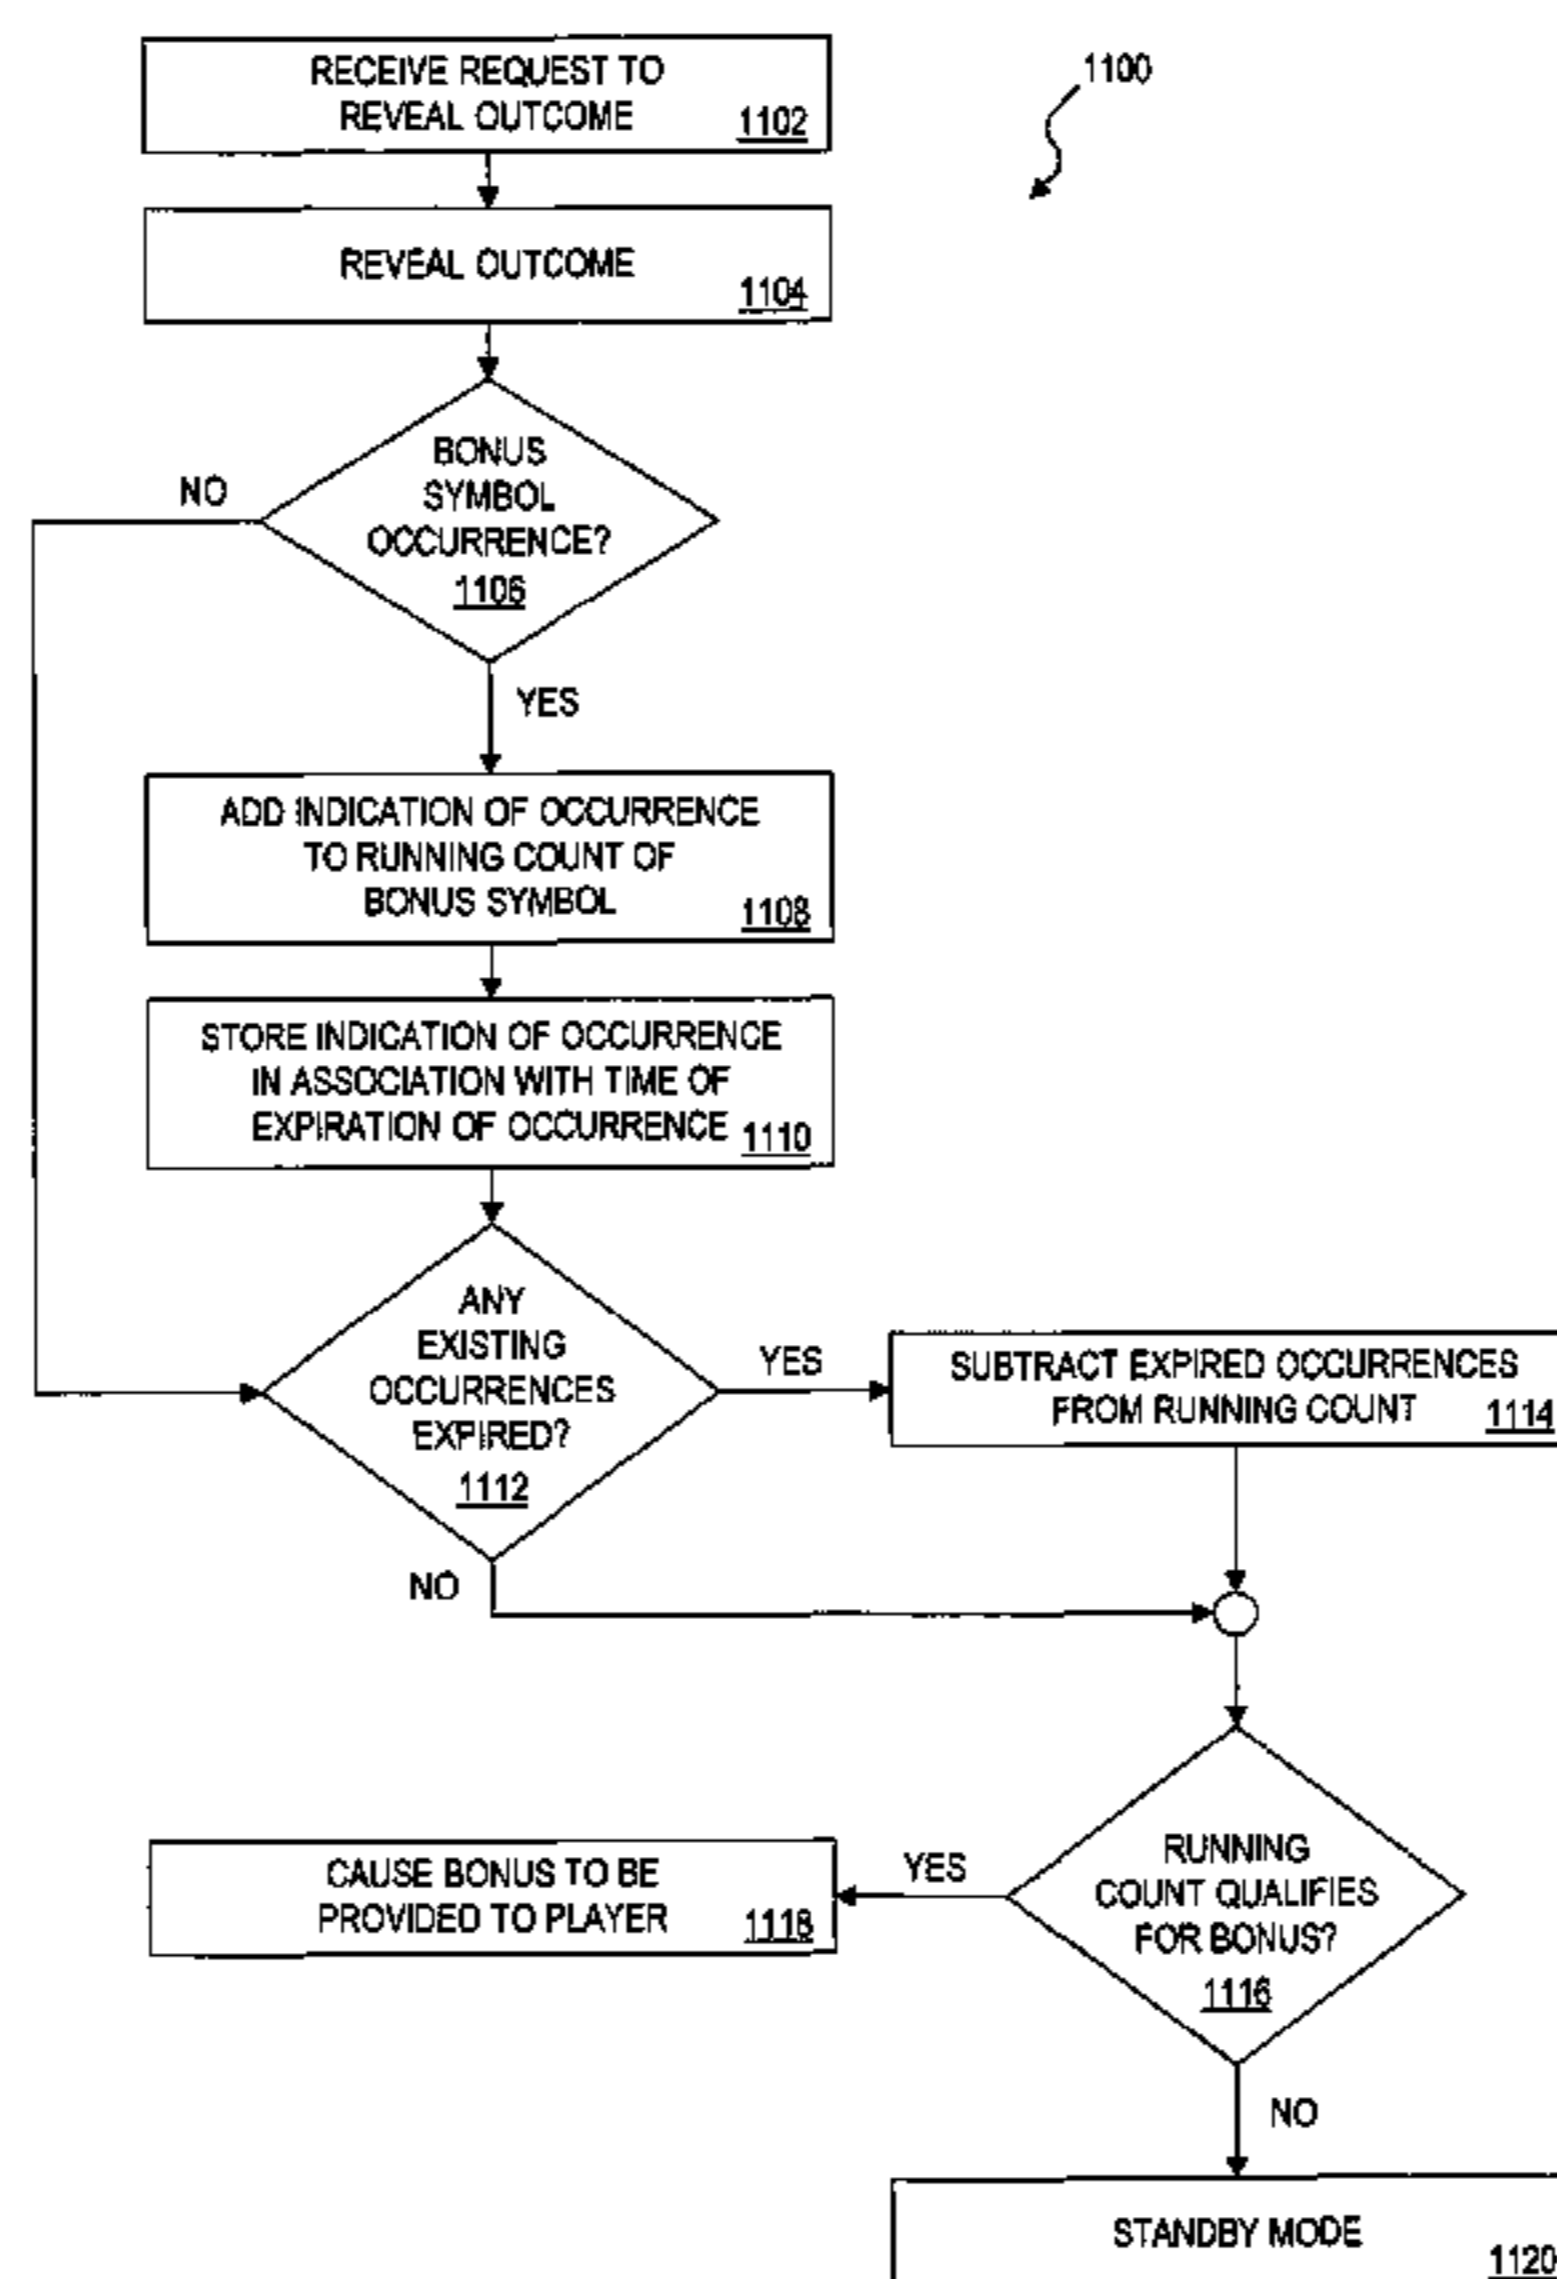 RECEIVE REQUEST TO
REVEAL OUTCOME
1102
1100
REVEAL OUTCOME
1104
BONUS
SYMBOL
OCCURRENCE?
1106
NO
YES
ADD INDICATION OF OCCURRENCE
TO RUNNING COUNT OF
BONUS SYMBOL
1108
STORE INDICATION OF OCCURRENCE
IN ASSOCIATION WITH TIME OF
EXPIRATION OF OCCURRENCE
1110
ANY
EXISTING
OCCURRENCES
EXPIRED?
1112
YES
SUBTRACT EXPIRED OCCURRENCES
FROM RUNNING COUNT
1114
NO
RUNNING
COUNT QUALIFIES
FOR BONUS?
1116
YES
CAUSE BONUS TO BE
PROVIDED TO PLAYER
1118
NO
STANDBY MODE
1120